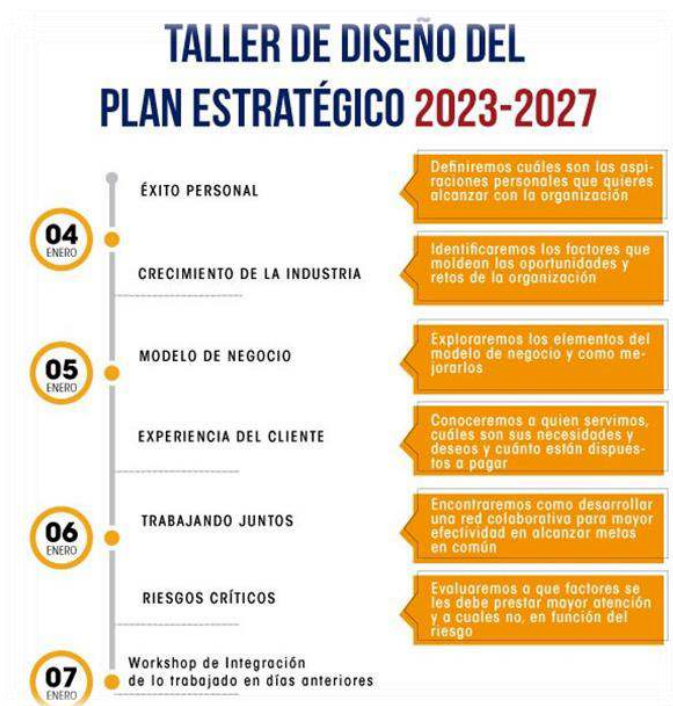 TALLER DE DISEÑO DEL
PLAN ESTRATÉGICO 2023-2027
04
ENERO
ÉXITO PERSONAL
Definiremos cuáles son las aspi-
raciones personales que quieres
alcanzar con la organización
CRECIMIENTO DE LA INDUSTRIA
Identificaremos los factores que
moldean las oportunidades y
retos de la organización
05
ENERO
MODELO DE NEGOCIO
Exploraremos los elementos del
modelo de negocio y como me-
jorarlos
EXPERIENCIA DEL CLIENTE
Conoceremos a quien servimos,
cuáles son sus necesidades y
deseos y cuánto están dispues-
tos a pagar
06
ENERO
TRABAJANDO JUNTOS
Encontraremos como desarrollar
una red colaborativa para mayor
efectividad en alcanzar metas
en común
RIESGOS CRÍTICOS
Evaluaremos a que factores se
les debe prestar mayor atención
y a cuales no, en función del
riesgo
07
ENERO
Workshop de Integración
de lo trabajado en días anteriores